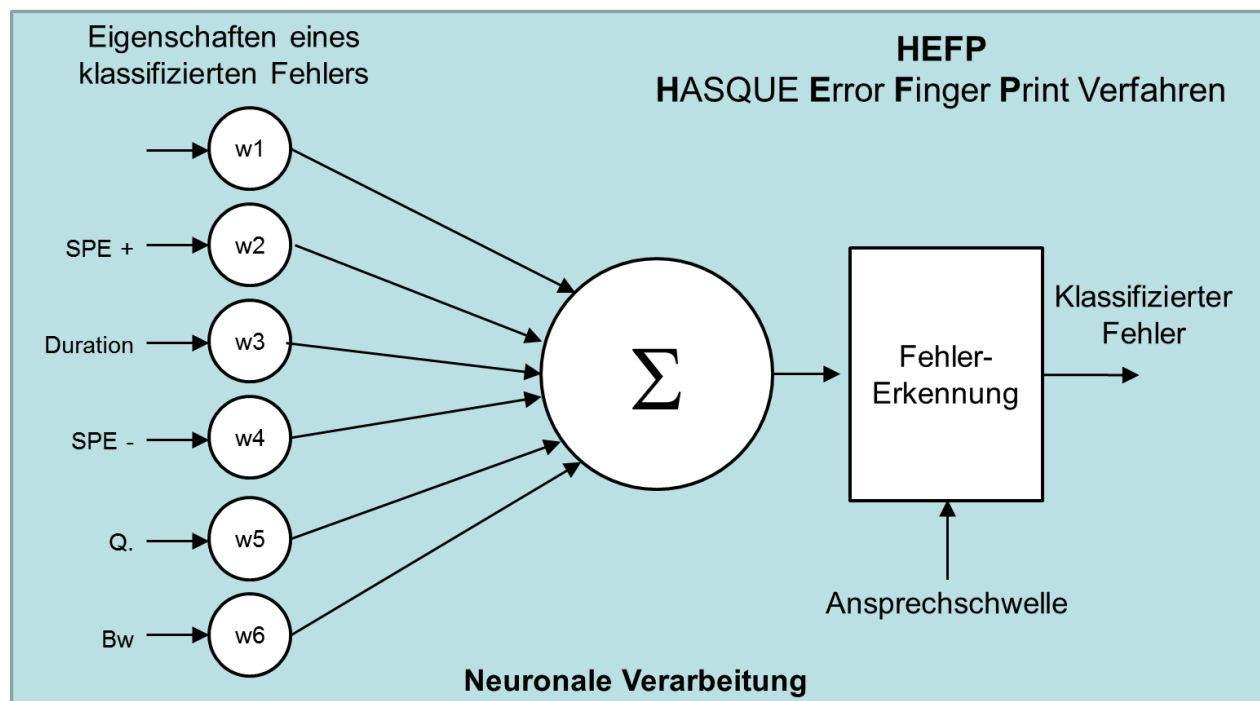 Eigenschaften eines
klassifizierten Fehlers
HEFP
HASQUE Error Finger Print Verfahren
w1
SPE +
w2
Duration
w3
SPE -
w4
Q.
w5
Bw
w6
Σ
Fehler-
Erkennung
Klassifizierter
Fehler
Ansprechschwelle
Neuronale Verarbeitung